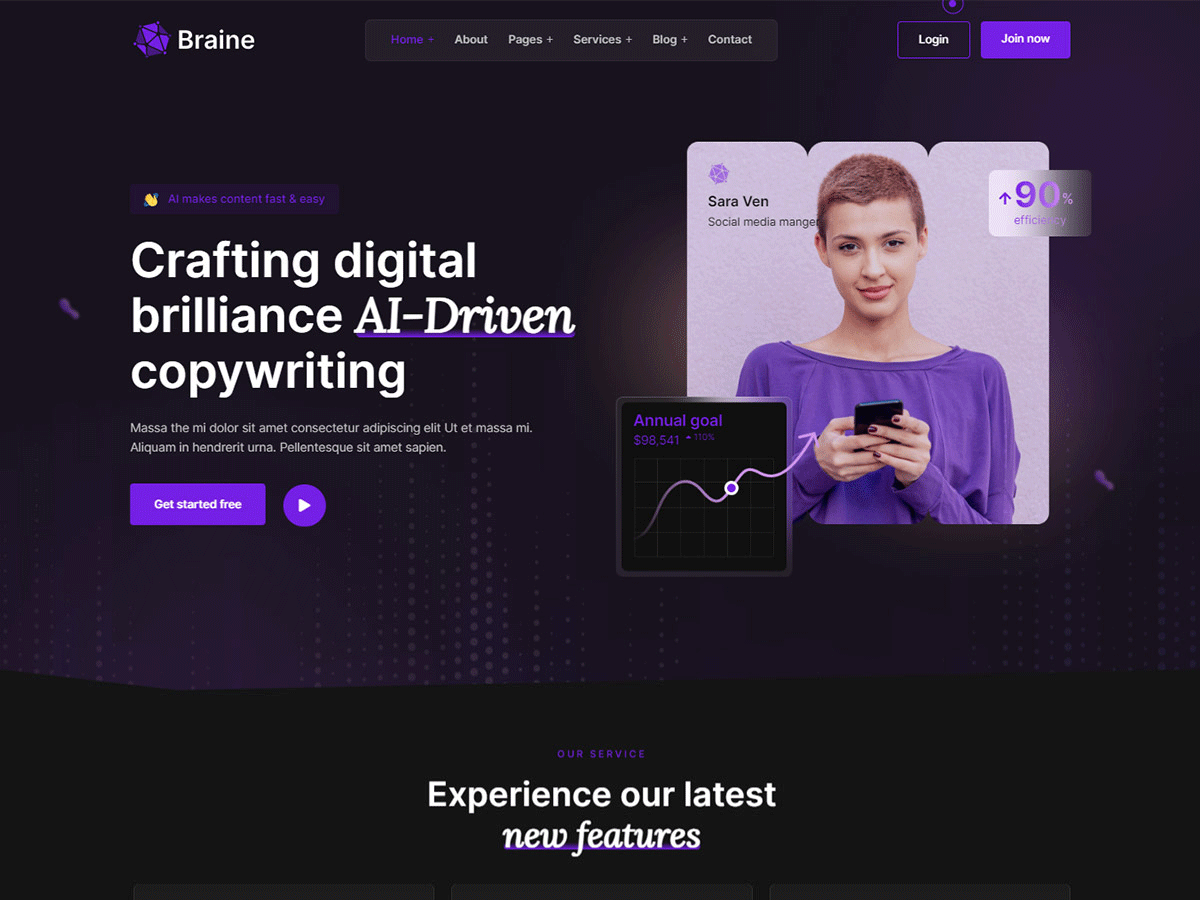 Braine
Home +
About
Pages +
Services +
Blog +
Contact
Login
Join now
AI makes content fast & easy
Crafting digital
brilliance AI-Driven
copywriting
Massa the mi dolor sit amet consectetur adipiscing elit Ut et massa mi.
Aliquam in hendrerit urna. Pellentesque sit amet sapien.
Get started free
Sara Ven
Social media manger
90%
efficiency
Annual goal
$98,541 110%
OUR SERVICE
Experience our latest
new features